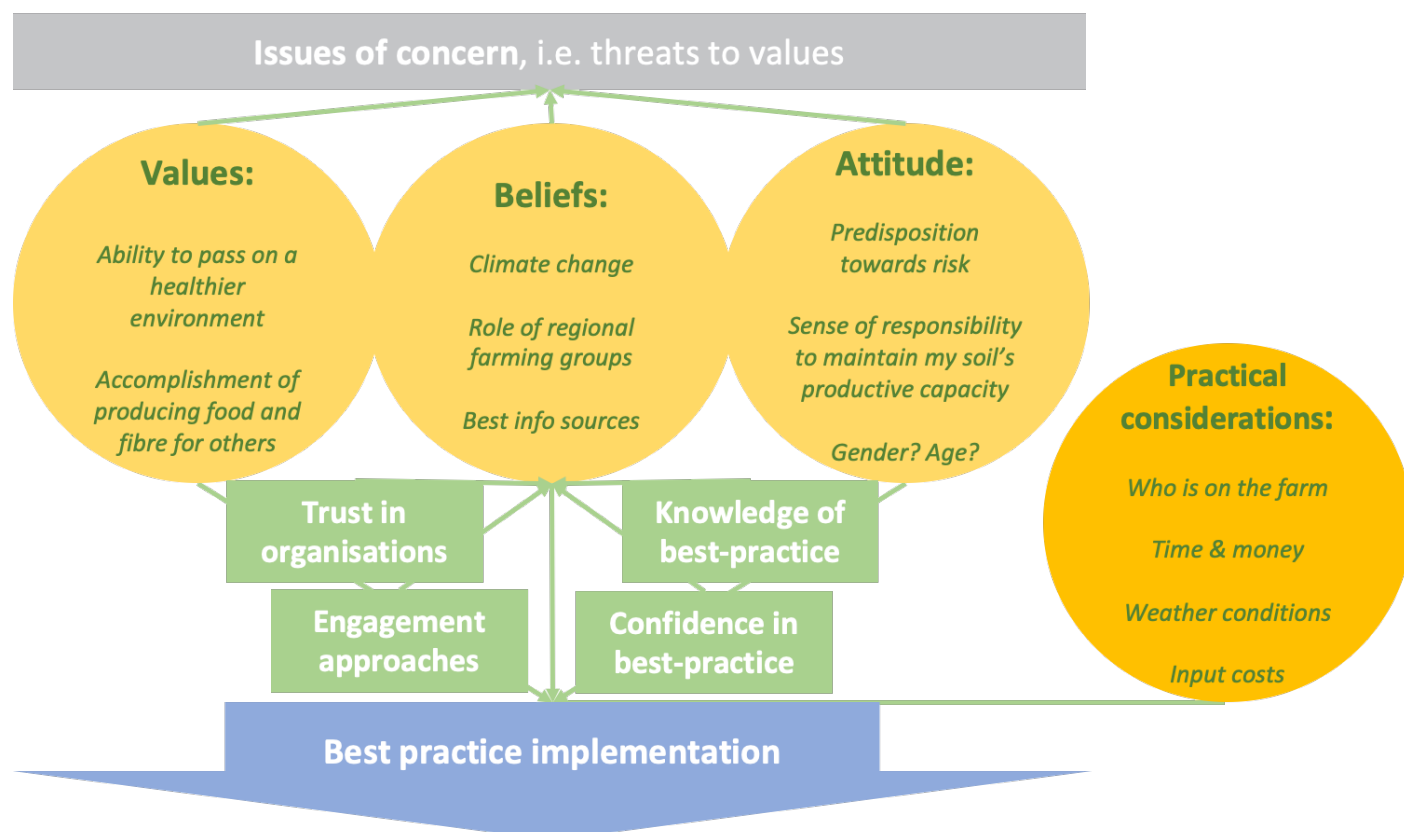 Issues of concern, i.e. threats to values
Values:
Ability to pass on a
healthier
environment
Accomplishment of
producing food and
fibre for others
Beliefs:
Climate change
Role of regional
farming groups
Best info sources
Attitude:
Predisposition
towards risk
Sense of responsibility
to maintain my soil's
productive capacity
Gender? Age?
Practical
considerations:
Who is on the farm
Time & money
Weather conditions
Input costs
Trust in
organisations
Knowledge of
best-practice
Engagement
approaches
Confidence in
best-practice
Best practice implementation